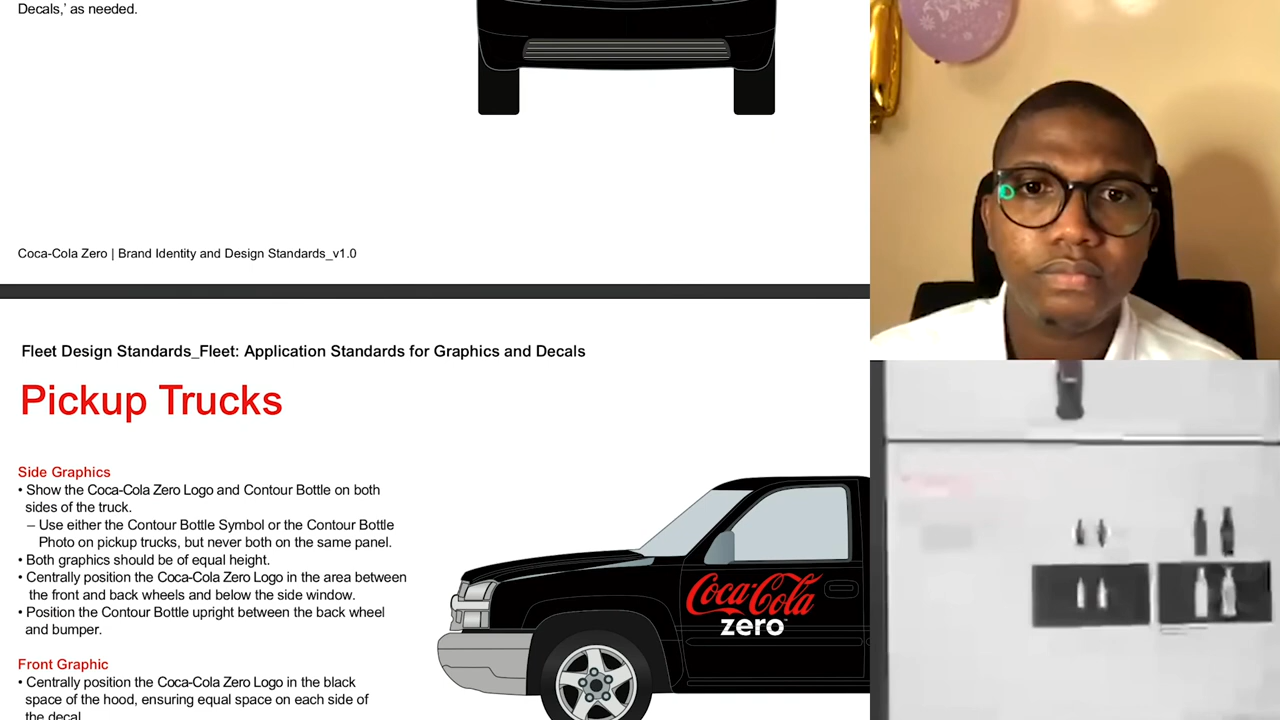 Decals,’ as needed.
Coca-Cola Zero | Brand Identity and Design Standards_v1.0
Fleet Design Standards_Fleet: Application Standards for Graphics and Decals
Pickup Trucks
Side Graphics
• Show the Coca-Cola Zero Logo and Contour Bottle on both
sides of the truck.
– Use either the Contour Bottle Symbol or the Contour Bottle
Photo on pickup trucks, but never both on the same panel.
• Both graphics should be of equal height.
• Centrally position the Coca-Cola Zero Logo in the area between
the front and back wheels and below the side window.
• Position the Contour Bottle upright between the back wheel
and bumper.
Front Graphic
• Centrally position the Coca-Cola Zero Logo in the black
space of the hood, ensuring equal space on each side of
the decal.
Coca-Cola
zero